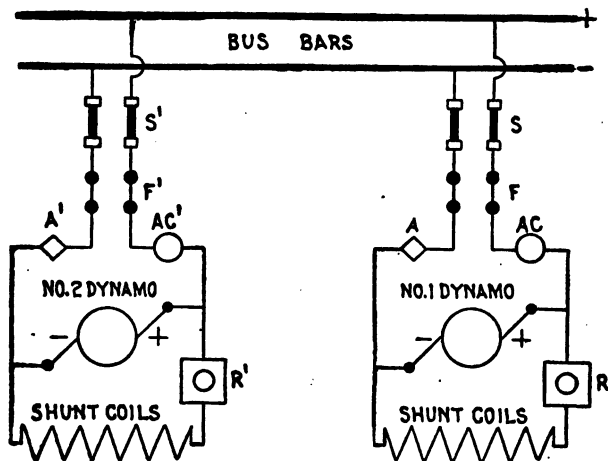 +
BUS BARS
-
S'
S
F'
F
A'
AC'
A
AC
NO.2 DYNAMO
NO.1 DYNAMO
- +
- +
R'
R
SHUNT COILS
SHUNT COILS